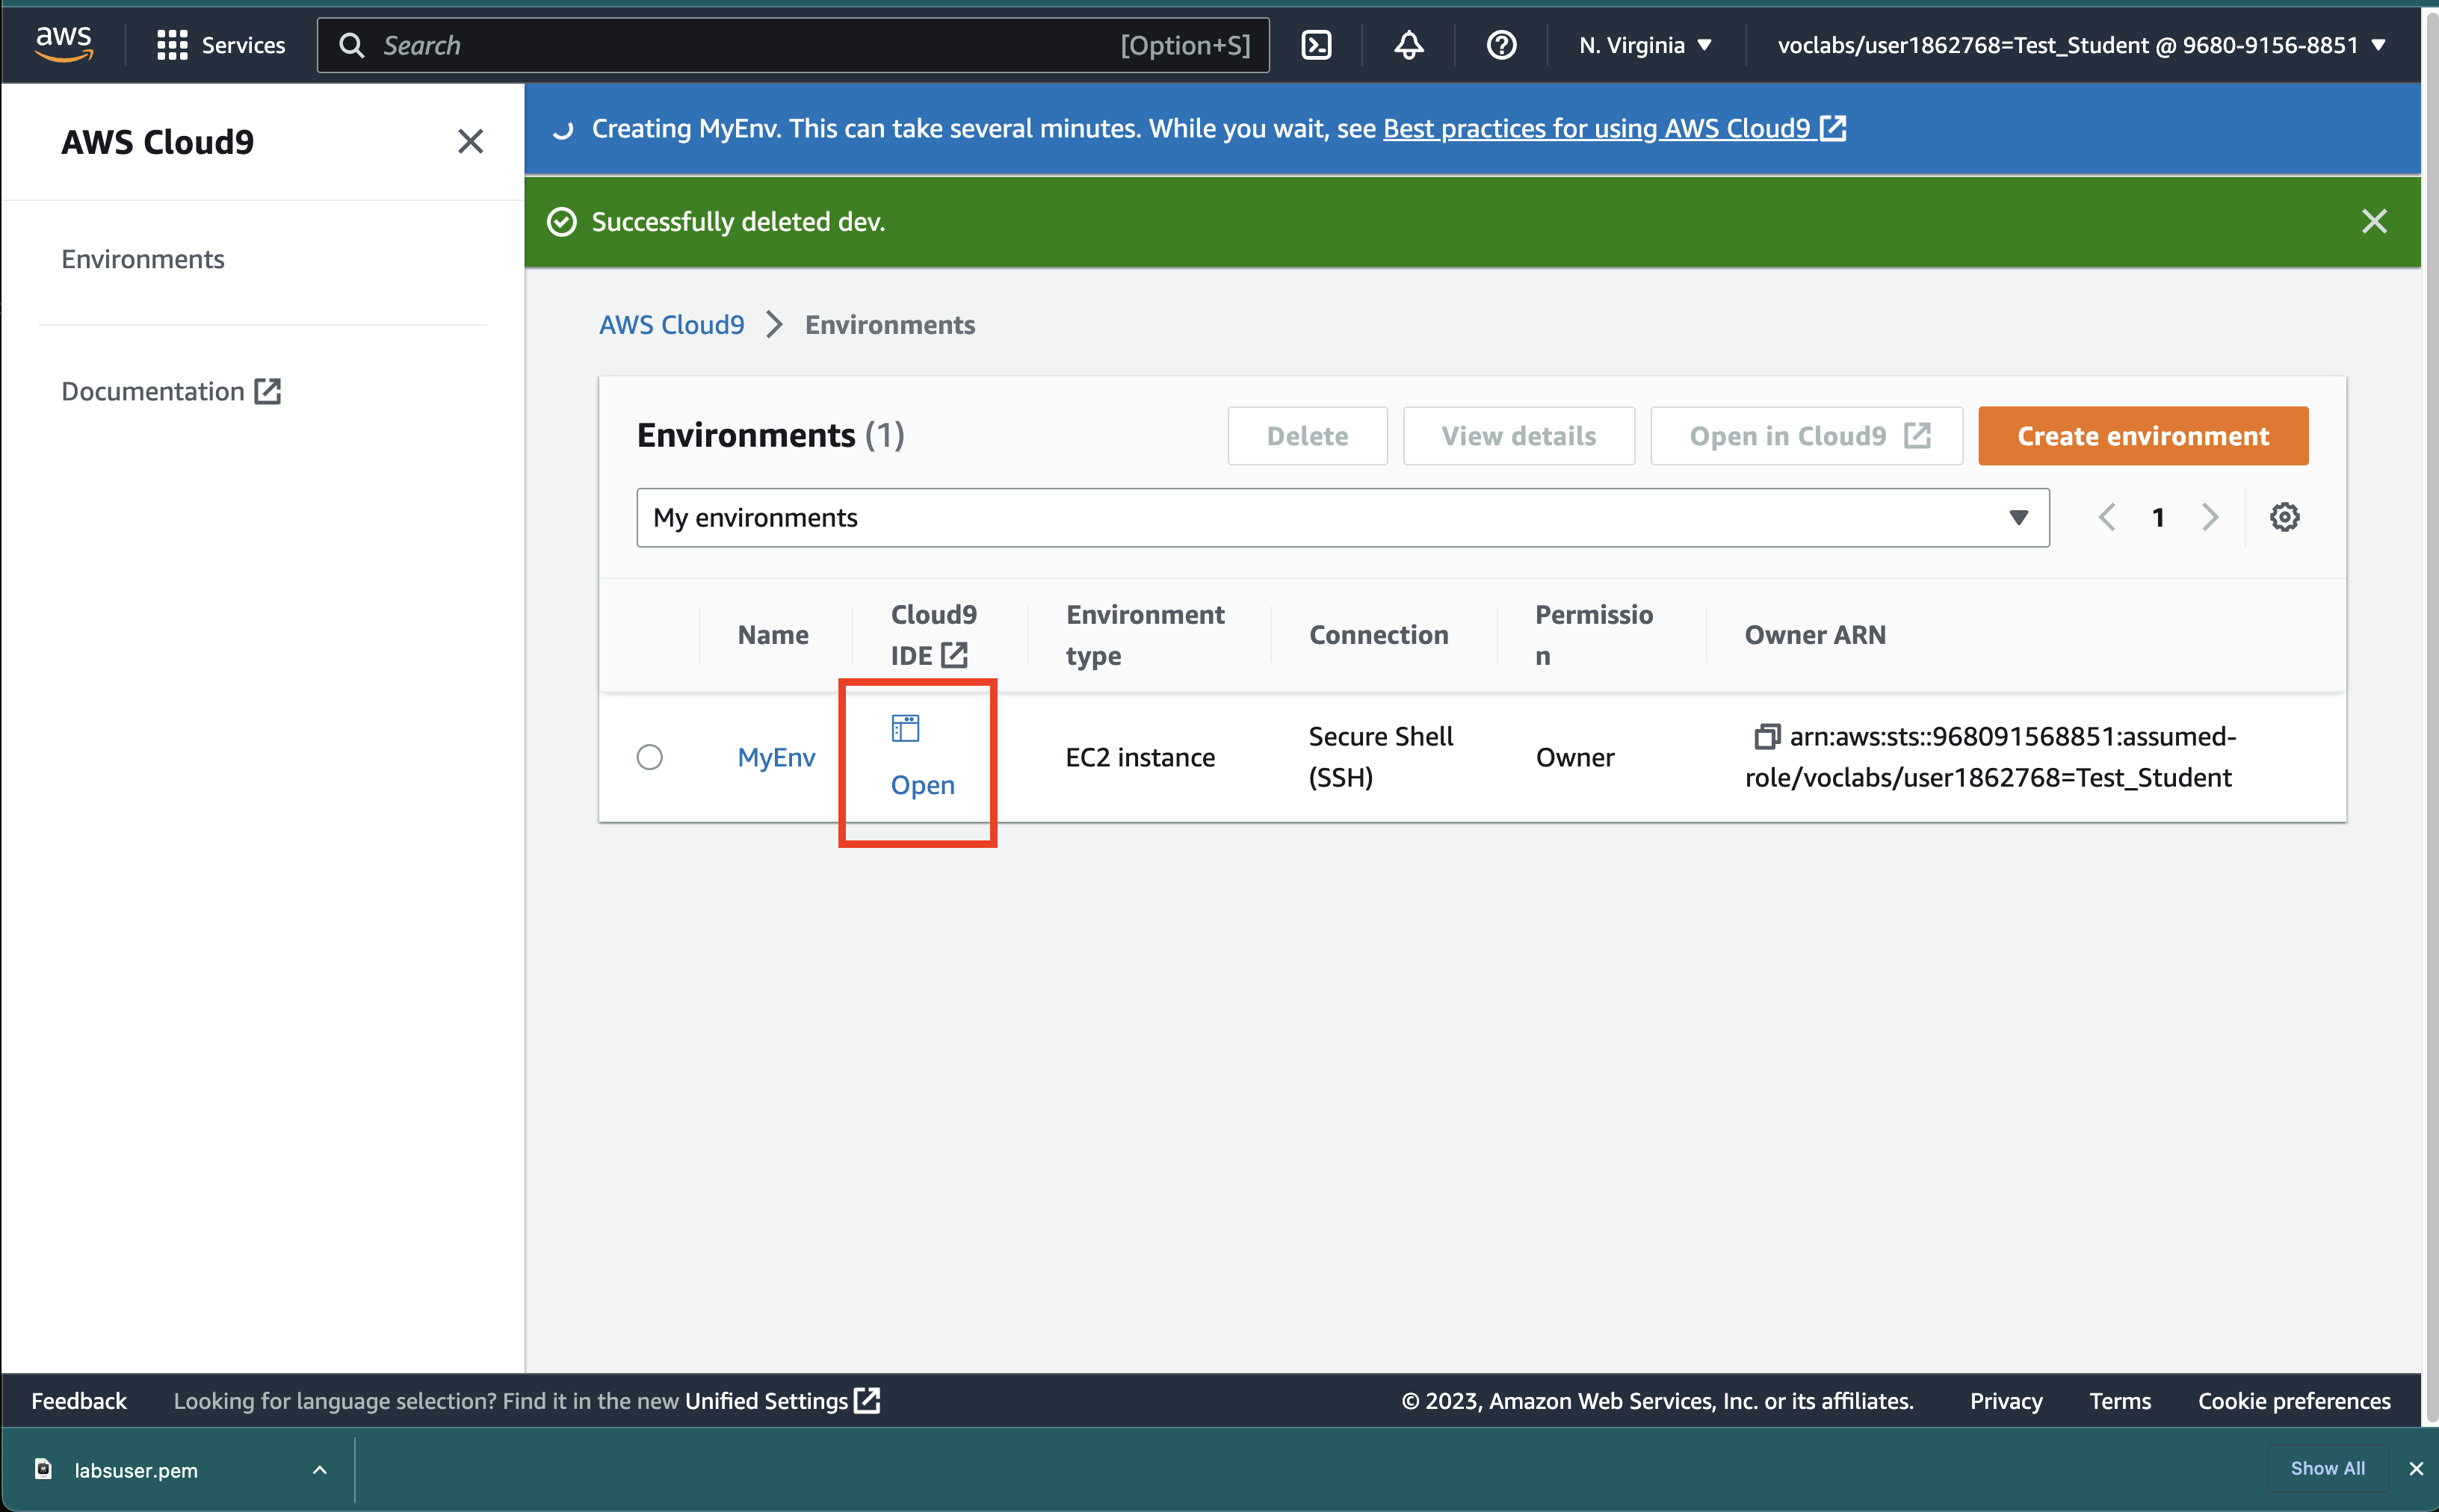 aws
Services
Search
[Option+S]
N. Virginia
voclabs/user1862768=Test_Student @ 9680-9156-8851
AWS Cloud9
Environments
Documentation
Creating MyEnv. This can take several minutes. While you wait, see Best practices for using AWS Cloud9
Successfully deleted dev.
AWS Cloud9
Environments
Environments (1)
Delete
View details
Open in Cloud9
Create environment
My environments
1
Name
Cloud9
IDE
Environment
type
Connection
Permissio
n
Owner ARN
MyEnv
Open
EC2 instance
Secure Shell
(SSH)
Owner
arn:aws:sts::968091568851:assumed-
role/voclabs/user1862768=Test_Student
Feedback
Looking for language selection? Find it in the new Unified Settings
© 2023, Amazon Web Services, Inc. or its affiliates.
Privacy
Terms
Cookie preferences
labsuser.pem
Show All